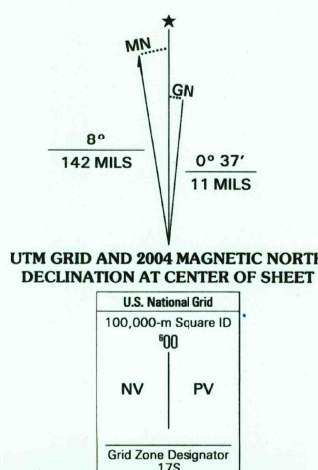 ★
MN
GN
8°
142 MILS
0° 37'
11 MILS
UTM GRID AND 2004 MAGNETIC NORTH
DECLINATION AT CENTER OF SHEET
U.S. National Grid
100,000-m Square ID
⁶00
NV PV
Grid Zone Designator
17S